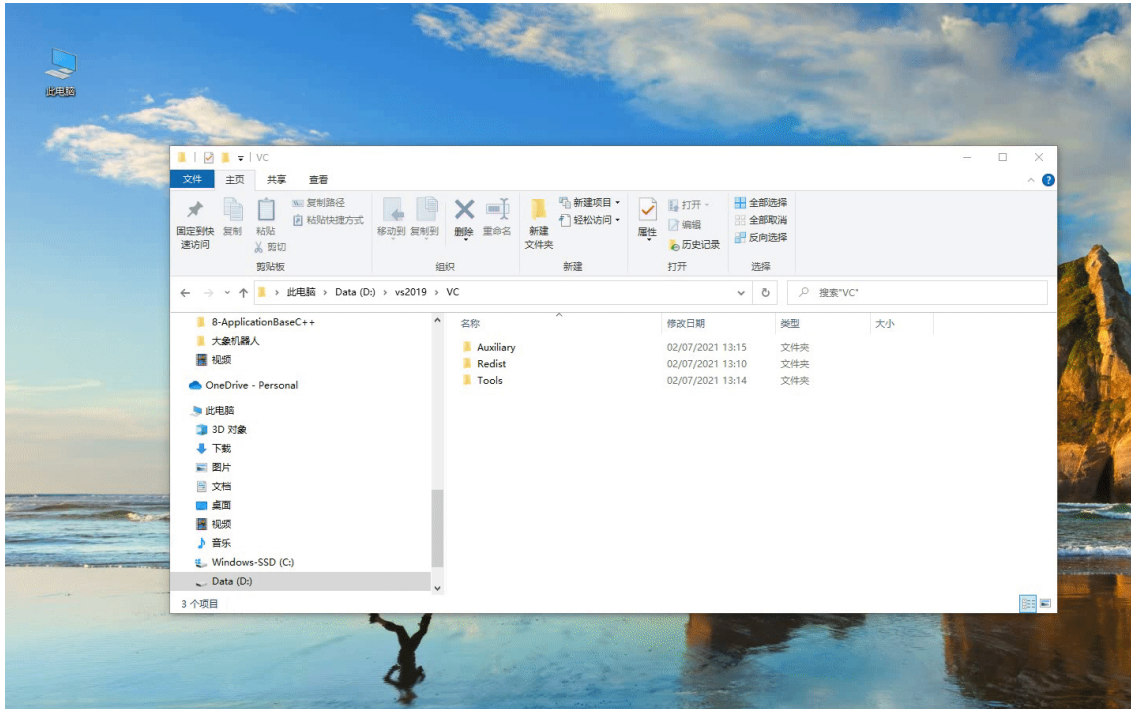 此电脑
VC
文件 主页 共享 查看
固定到快速访问
复制
粘贴
复制路径
粘贴快捷方式
剪切
移动到
复制到
删除
重命名
新建文件夹
新建项目
轻松访问
属性
打开
编辑
历史记录
全部选择
全部取消
反向选择
剪贴板 组织 新建 打开 选择
此电脑 › Data (D:) › vs2019 › VC
搜索"VC"
8-ApplicationBaseC++
大象机器人
视频
OneDrive - Personal
此电脑
3D 对象
下载
图片
文档
桌面
视频
音乐
Windows-SSD (C:)
Data (D:)
名称 修改日期 类型 大小
Auxiliary 02/07/2021 13:15 文件夹
Redist 02/07/2021 13:10 文件夹
Tools 02/07/2021 13:14 文件夹
3 个项目